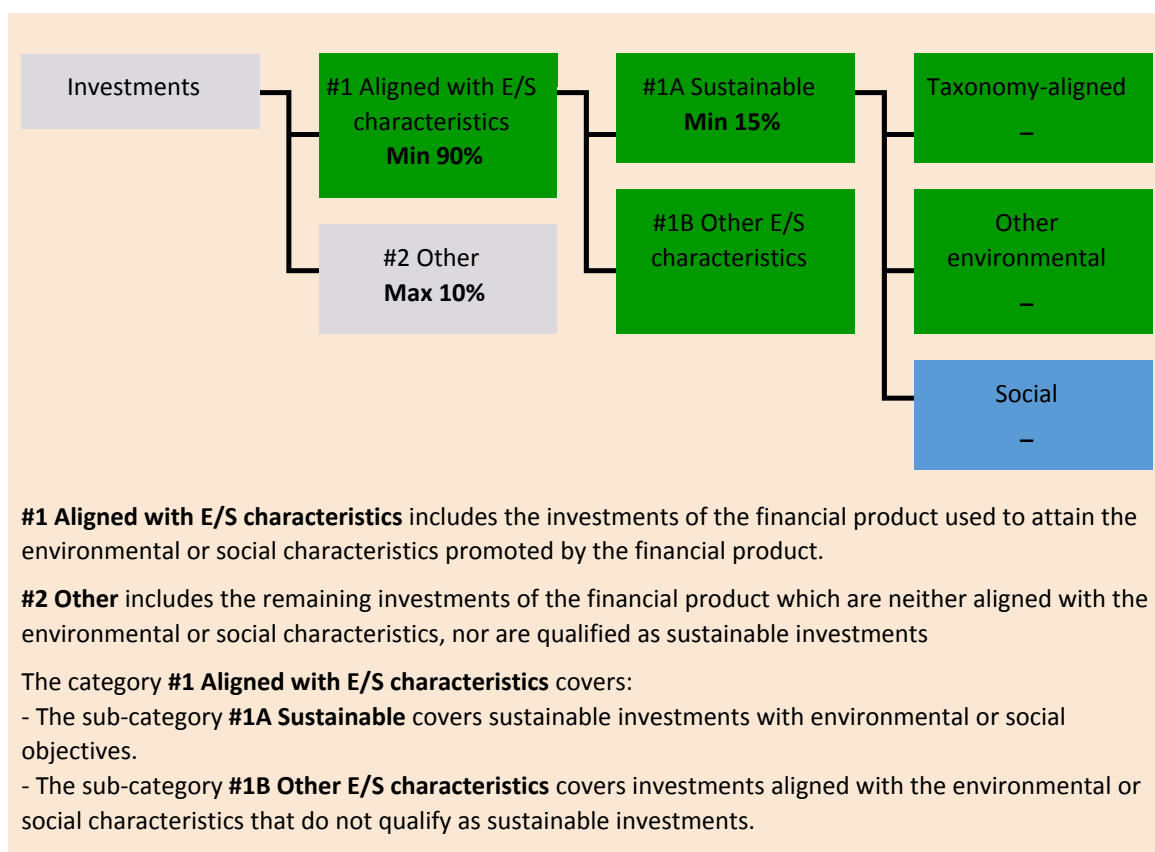 Investments
#1 Aligned with E/S
characteristics
Min 90%
#2 Other
Max 10%
#1A Sustainable
Min 15%
#1B Other E/S
characteristics
Taxonomy-aligned
–
Other
environmental
–
Social
–
#1 Aligned with E/S characteristics includes the investments of the financial product used to attain the
environmental or social characteristics promoted by the financial product.
#2 Other includes the remaining investments of the financial product which are neither aligned with the
environmental or social characteristics, nor are qualified as sustainable investments
The category #1 Aligned with E/S characteristics covers:
- The sub-category #1A Sustainable covers sustainable investments with environmental or social
objectives.
- The sub-category #1B Other E/S characteristics covers investments aligned with the environmental or
social characteristics that do not qualify as sustainable investments.